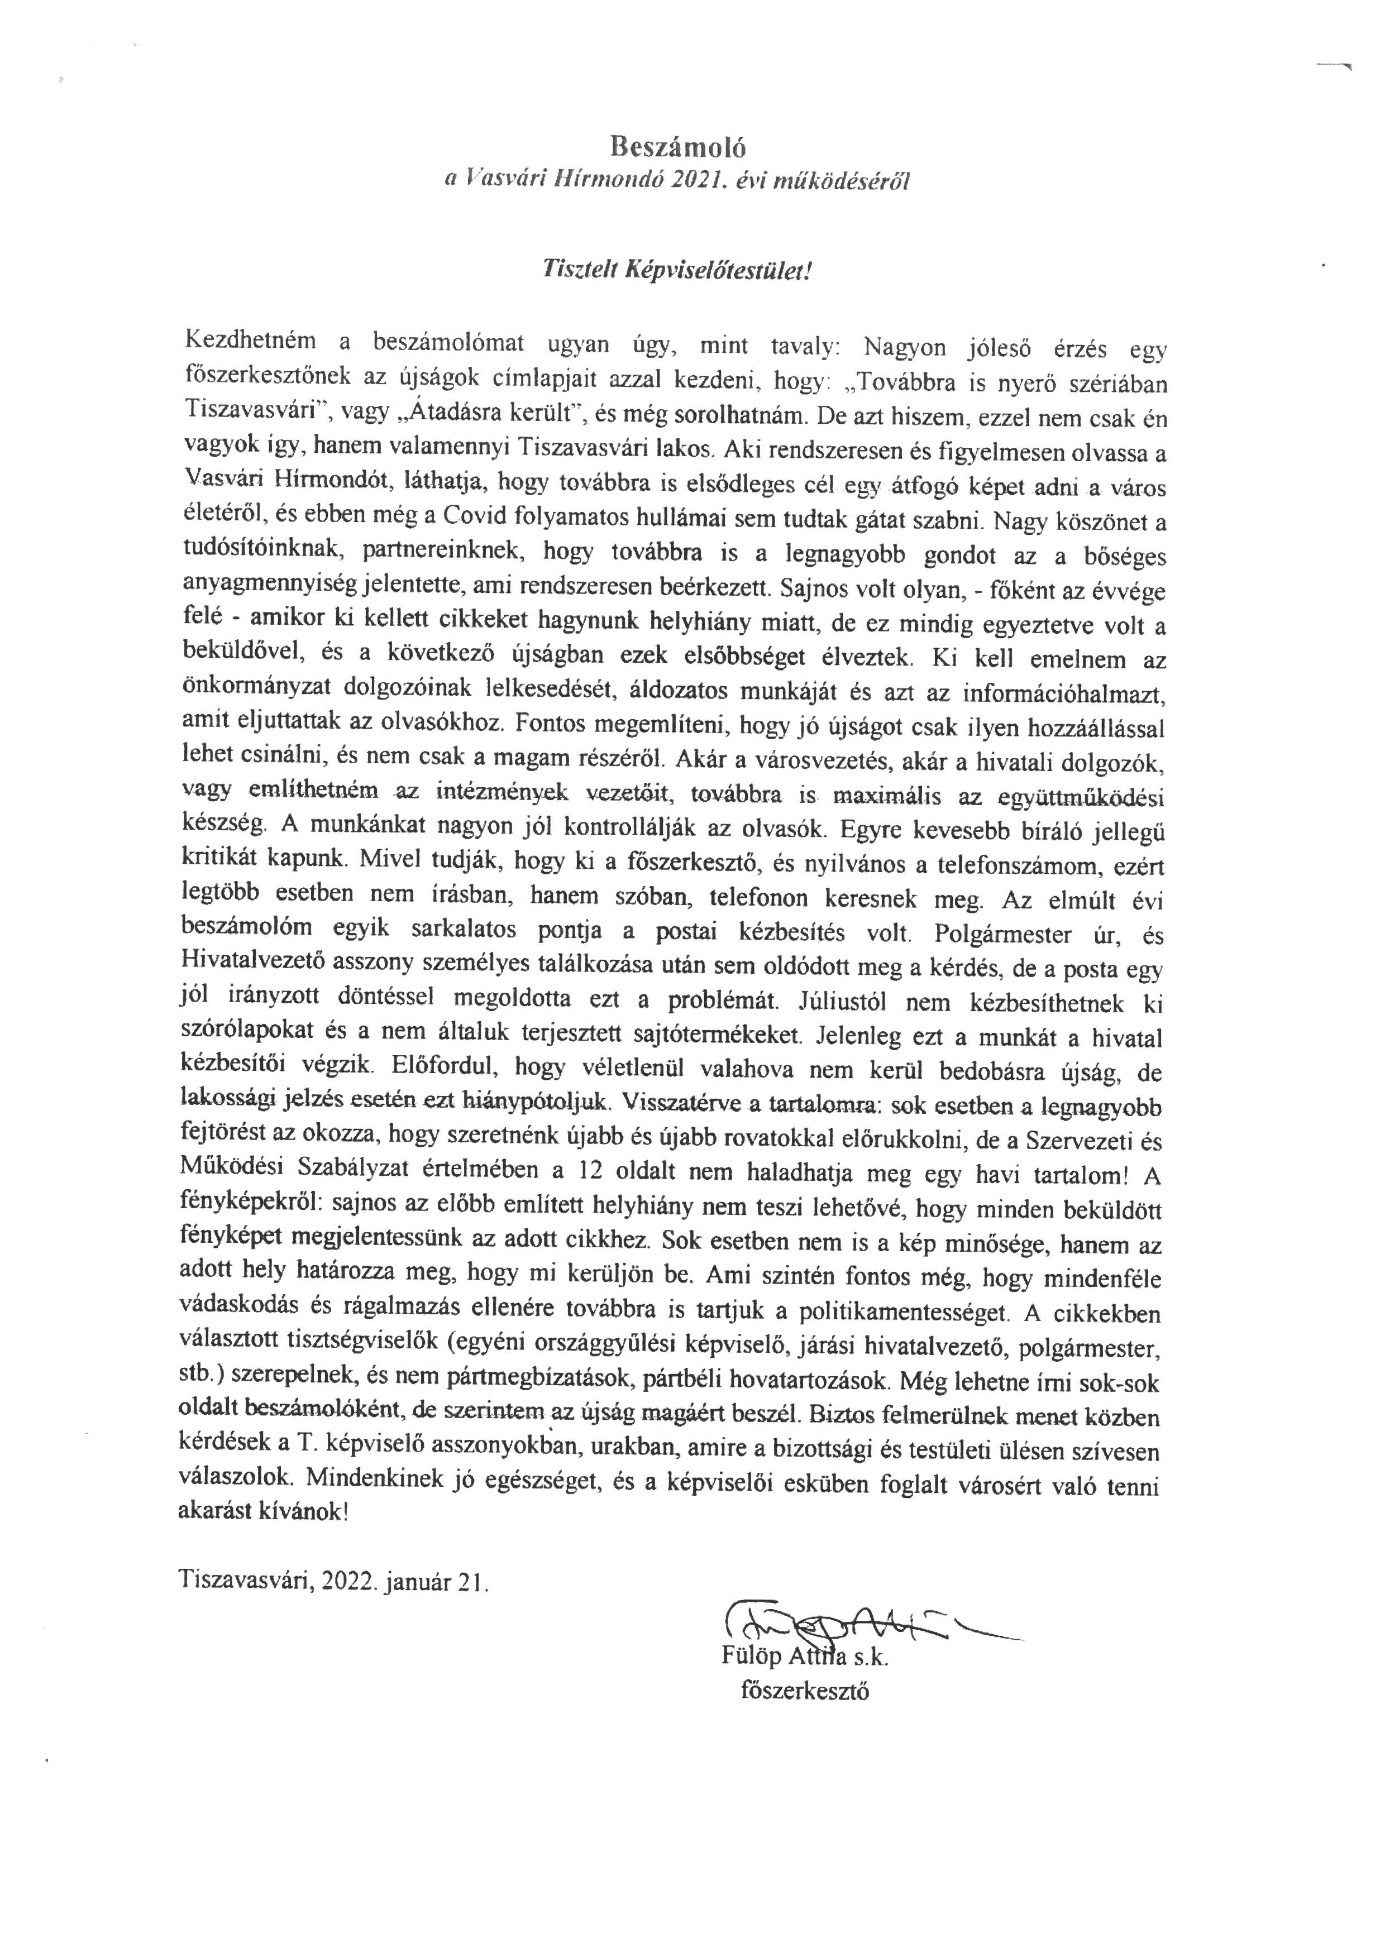 Beszámoló
a Vasvári Hírmondó 2021. évi működéséről
Tisztelt Képviselőtestület!
Kezdhetném a beszámolómat ugyan úgy, mint tavaly: Nagyon jóleső érzés egy
főszerkesztőnek az újságok címlapjait azzal kezdeni, hogy: „Továbbra is nyerő szériában
Tiszavasvári”, vagy „Átadásra került”, és még sorolhatnám. De azt hiszem, ezzel nem csak én
vagyok így, hanem valamennyi Tiszavasvári lakos. Aki rendszeresen és figyelmesen olvassa a
Vasvári Hírmondót, láthatja, hogy továbbra is elsődleges cél egy átfogó képet adni a város
életéről, és ebben még a Covid folyamatos hullámai sem tudtak gátat szabni. Nagy köszönet a
tudósítóinknak, partnereinknek, hogy továbbra is a legnagyobb gondot az a bőséges
anyagmennyiség jelentette, ami rendszeresen beérkezett. Sajnos volt olyan, - főként az évvége
felé - amikor ki kellett cikkeket hagynunk helyhiány miatt, de ez mindig egyeztetve volt a
beküldővel, és a következő újságban ezek elsőbbséget élveztek. Ki kell emelnem az
önkormányzat dolgozóinak lelkesedését, áldozatos munkáját és azt az információhalmazt,
amit eljuttattak az olvasókhoz. Fontos megemlíteni, hogy jó újságot csak ilyen hozzáállással
lehet csinálni, és nem csak a magam részéről. Akár a városvezetés, akár a hivatali dolgozók,
vagy említhetném az intézmények vezetőit, továbbra is maximális az együttműködési
készség. A munkánkat nagyon jól kontrollálják az olvasók. Egyre kevesebb bíráló jellegű
kritikát kapunk. Mivel tudják, hogy ki a főszerkesztő, és nyilvános a telefonszámom, ezért
legtöbb esetben nem írásban, hanem szóban, telefonon keresnek meg. Az elmúlt évi
beszámolóm egyik sarkalatos pontja a postai kézbesítés volt. Polgármester úr, és
Hivatalvezető asszony személyes találkozása után sem oldódott meg a kérdés, de a posta egy
jól irányzott döntéssel megoldotta ezt a problémát. Júliustól nem kézbesíthetnek ki
szórólapokat és a nem általuk terjesztett sajtótermékeket. Jelenleg ezt a munkát a hivatal
kézbesítői végzik. Előfordul, hogy véletlenül valahova nem kerül bedobásra újság, de
lakossági jelzés esetén ezt hiánypótoljuk. Visszatérve a tartalomra: sok esetben a legnagyobb
fejtörést az okozza, hogy szeretnénk újabb és újabb rovatokkal előrukkolni, de a Szervezeti és
Működési Szabályzat értelmében a 12 oldalt nem haladhatja meg egy havi tartalom! A
fényképekről: sajnos az előbb említett helyhiány nem teszi lehetővé, hogy minden beküldött
fényképet megjelentessünk az adott cikkhez. Sok esetben nem is a kép minősége, hanem az
adott hely határozza meg, hogy mi kerüljön be. Ami szintén fontos még, hogy mindenféle
vádaskodás és rágalmazás ellenére továbbra is tartjuk a politikamentességet. A cikkekben
választott tisztségviselők (egyéni országgyűlési képviselő, járási hivatalvezető, polgármester,
stb.) szerepelnek, és nem pártmegbízatások, pártbéli hovatartozások. Még lehetne írni sok-sok
oldalt beszámolóként, de szerintem az újság magáért beszél. Biztos felmerülnek menet közben
kérdések a T. képviselő asszonyokban, urakban, amire a bizottsági és testületi ülésen szívesen
válaszolok. Mindenkinek jó egészséget, és a képviselői esküben foglalt városért való tenni
akarást kívánok!
Tiszavasvári, 2022. január 21.
Fülöp Attila s.k.
főszerkesztő